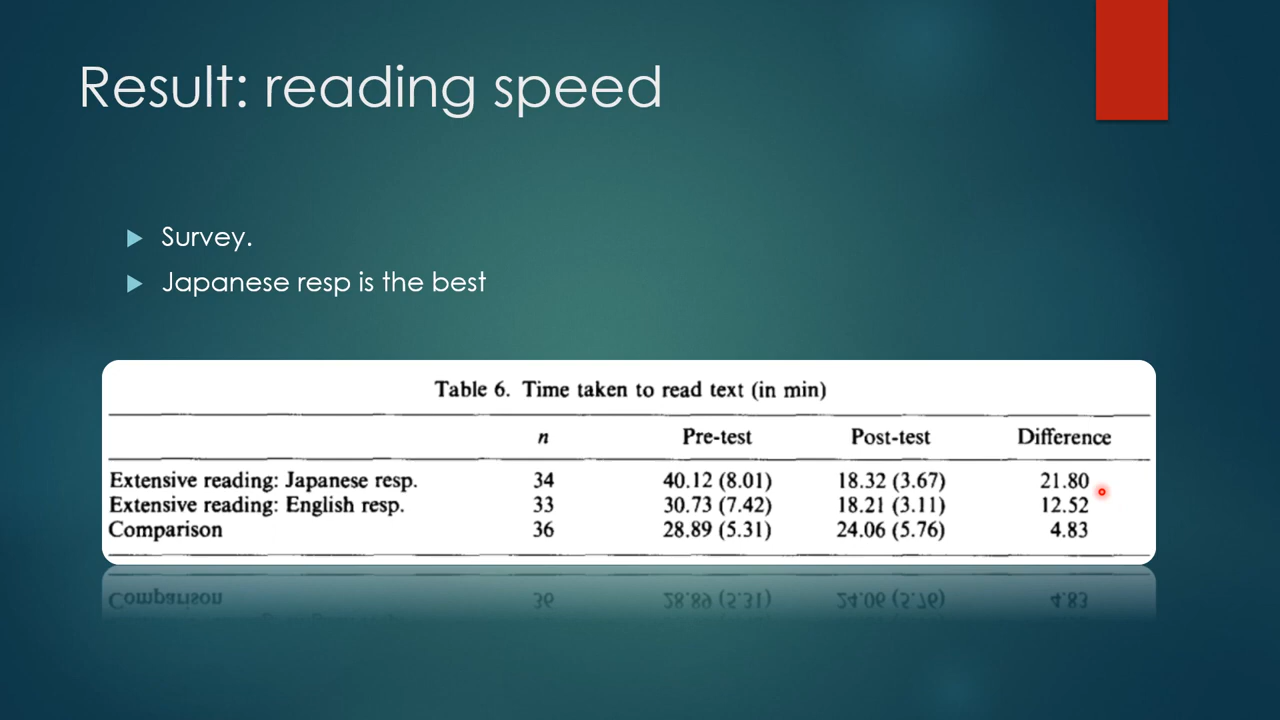 Result: reading speed
Survey.
Japanese resp is the best
Table 6. Time taken to read text (in min)
n Pre-test Post-test Difference
Extensive reading: Japanese resp. 34 40.12 (8.01) 18.32 (3.67) 21.80
Extensive reading: English resp. 33 30.73 (7.42) 18.21 (3.11) 12.52
Comparison 36 28.89 (5.31) 24.06 (5.76) 4.83